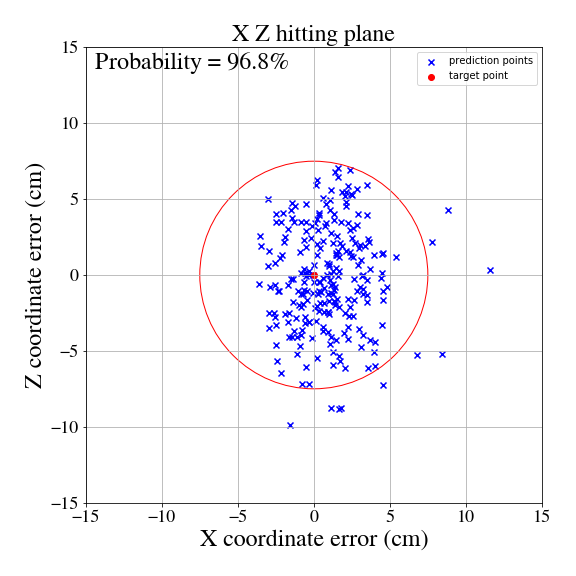 X Z hitting plane
Probability = 96.8%
prediction points
target point
15
10
5
0
−5
−10
−15
Z coordinate error (cm)
−15
−10
−5
0
5
10
15
X coordinate error (cm)